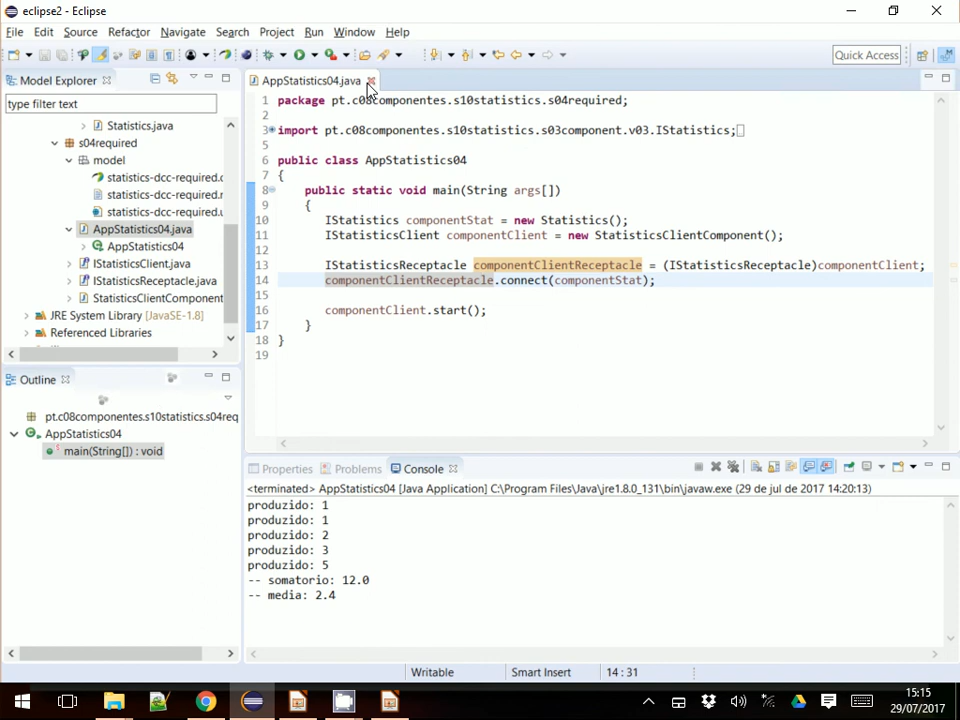 eclipse2 - Eclipse
File Edit Source Refactor Navigate Search Project Run Window Help
Quick Access
Model Explorer
type filter text
Statistics.java
s04required
model
statistics-dcc-required.c
statistics-dcc-required.r
statistics-dcc-required.u
AppStatistics04.java
AppStatistics04
IStatisticsClient.java
IStatisticsReceptacle.java
StatisticsClientComponent
JRE System Library [JavaSE-1.8]
Referenced Libraries
Outline
pt.c08componentes.s10statistics.s04req
AppStatistics04
main(String[]) : void
AppStatistics04.java
1 package pt.c08componentes.s10statistics.s04required;
2
3 import pt.c08componentes.s10statistics.s03component.v03.IStatistics;
5
6 public class AppStatistics04
7 {
8 public static void main(String args[])
9 {
10 IStatistics componentStat = new Statistics();
11 IStatisticsClient componentClient = new StatisticsClientComponent();
12
13 IStatisticsReceptacle componentClientReceptacle = (IStatisticsReceptacle)componentClient;
14 componentClientReceptacle.connect(componentStat);
15
16 componentClient.start();
17 }
18 }
19
Properties Problems Console
<terminated> AppStatistics04 [Java Application] C:\Program Files\Java\jre1.8.0_131\bin\javaw.exe (29 de jul de 2017 14:20:13)
produzido: 1
produzido: 1
produzido: 2
produzido: 3
produzido: 5
-- somatorio: 12.0
-- media: 2.4
Writable Smart Insert 14 : 31
15:15
29/07/2017